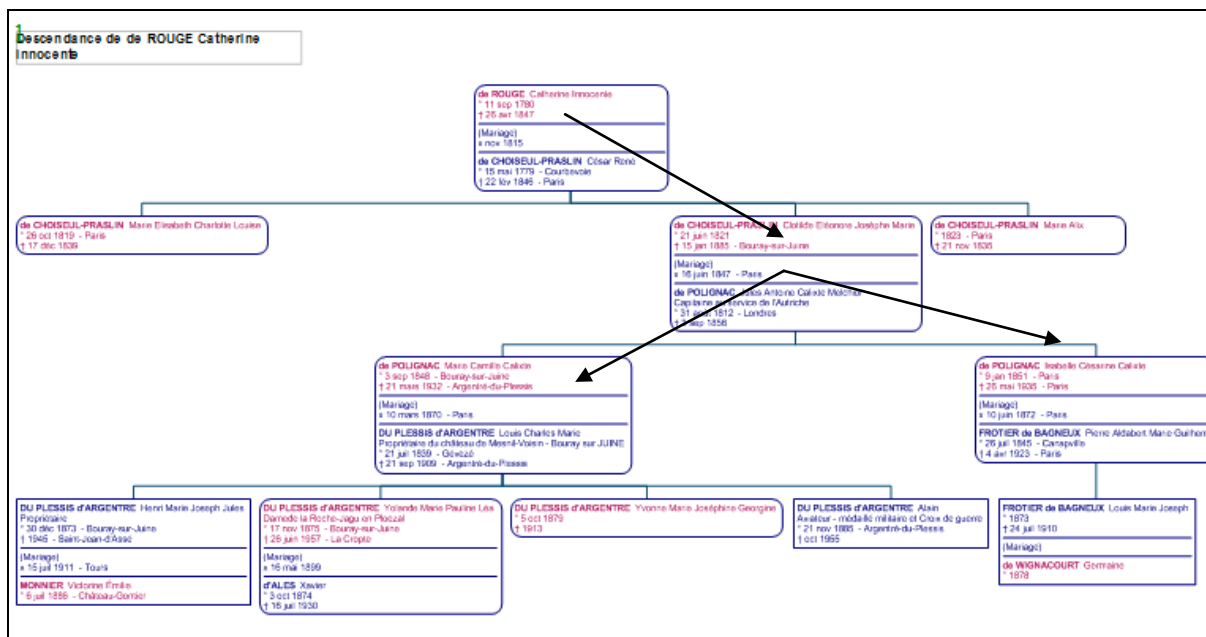 1
Descendance de de ROUGE Catherine
Innocente
de ROUGE Catherine Innocente
° 11 sep 1780
† 26 avr 1847
(Mariage)
x nov 1815
de CHOISEUL-PRASLIN César René
° 15 mai 1779 - Courbevoie
† 22 fév 1846 - Paris
de CHOISEUL-PRASLIN Marie Elisabeth Charlotte Louise
° 26 oct 1819 - Paris
† 17 déc 1839
de CHOISEUL-PRASLIN Clotilde Eléonore Josèphe Marie
° 21 juin 1821
† 15 jan 1885 - Bouray-sur-Juine
(Mariage)
x 16 juin 1847 - Paris
de POLIGNAC Jules Antoine Calixte Melchior
Capitaine au service de l'Autriche
° 31 août 1812 - Londres
† sep 1856
de CHOISEUL-PRASLIN Marie Alix
° 1823 - Paris
† 21 nov 1835
de POLIGNAC Marie Camille Calixte
° 3 sep 1848 - Bouray-sur-Juine
† 21 mars 1932 - Argentré-du-Plessis
(Mariage)
x 10 mars 1870 - Paris
DU PLESSIS d'ARGENTRE Louis Charles Marie
Propriétaire du château de Mesnil-Voisin - Bouray sur JUINE
° 21 juil 1839 - Gévezé
† 21 sep 1909 - Argentré-du-Plessis
de POLIGNAC Isabelle Césarine Calixte
° 9 jan 1851 - Paris
† 26 mai 1935 - Paris
(Mariage)
x 10 juin 1872 - Paris
FROTIER de BAGNEUX Pierre Aldabert Marie Guilhem
° 26 juil 1845 - Canapville
† 4 avr 1923 - Paris
DU PLESSIS d'ARGENTRE Henri Marie Joseph Jules
Propriétaire
° 30 déc 1873 - Bouray-sur-Juine
† 1945 - Saint-Jean-d'Assé
(Mariage)
x 15 juil 1911 - Tours
MONNIER Victorine Émilie
° 6 juil 1886 - Château-Gontier
DU PLESSIS d'ARGENTRE Yolande Marie Pauline Léa
Damede la Roche-Jagu en Ploezal
° 17 nov 1875 - Bouray-sur-Juine
† 26 juin 1957 - La Cropte
(Mariage)
x 16 mai 1899
d'ALES Xavier
° 3 oct 1874
† 16 juil 1930
DU PLESSIS d'ARGENTRE Yvonne Marie Joséphine Georgine
° 5 oct 1879
† 1913
DU PLESSIS d'ARGENTRE Alain
Aviateur - médaille militaire et Croix de guerre
° 21 nov 1885 - Argentré-du-Plessis
† oct 1955
FROTIER de BAGNEUX Louis Marie Joseph
° 1873
† 24 juil 1910
(Mariage)
de WIGNACOURT Germaine
° 1878